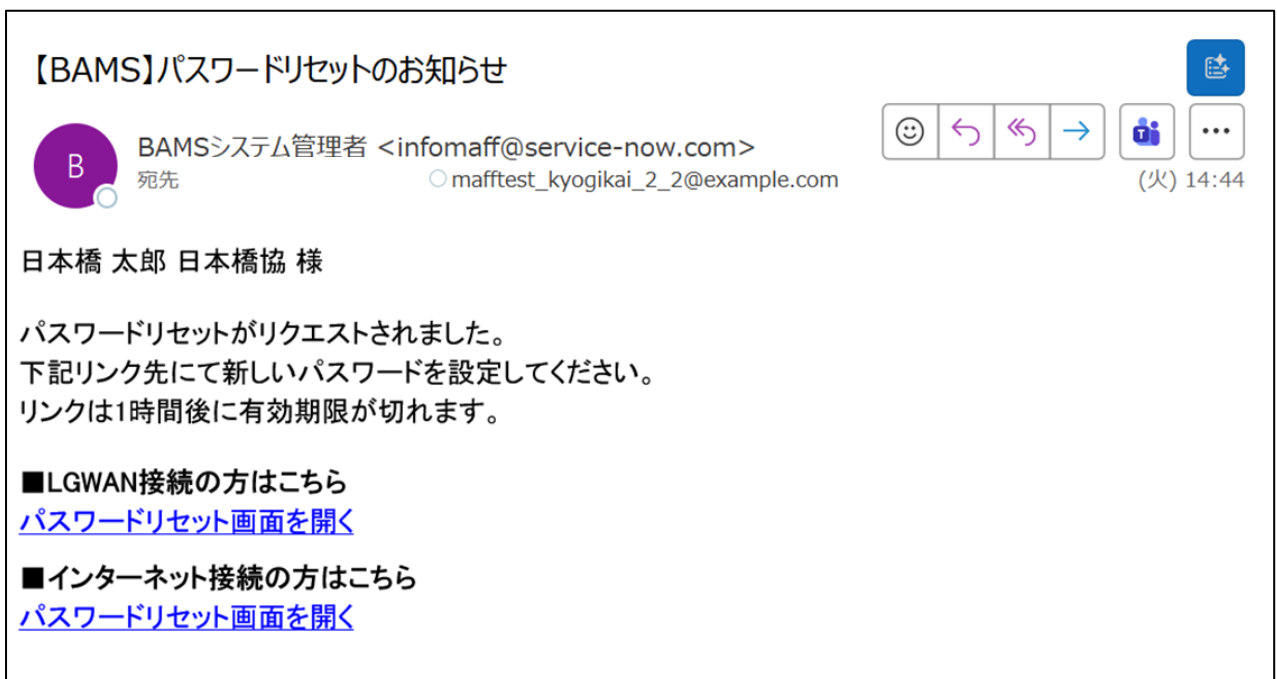 【BAMS】パスワードリセットのお知らせ
B
BAMSシステム管理者 <infomaff@service-now.com>
宛先 mafftest_kyogikai_2_2@example.com
(火) 14:44
日本橋 太郎 日本橋協 様
パスワードリセットがリクエストされました。
下記リンク先にて新しいパスワードを設定してください。
リンクは1時間後に有効期限が切れます。
■LGWAN接続の方はこちら
パスワードリセット画面を開く
■インターネット接続の方はこちら
パスワードリセット画面を開く